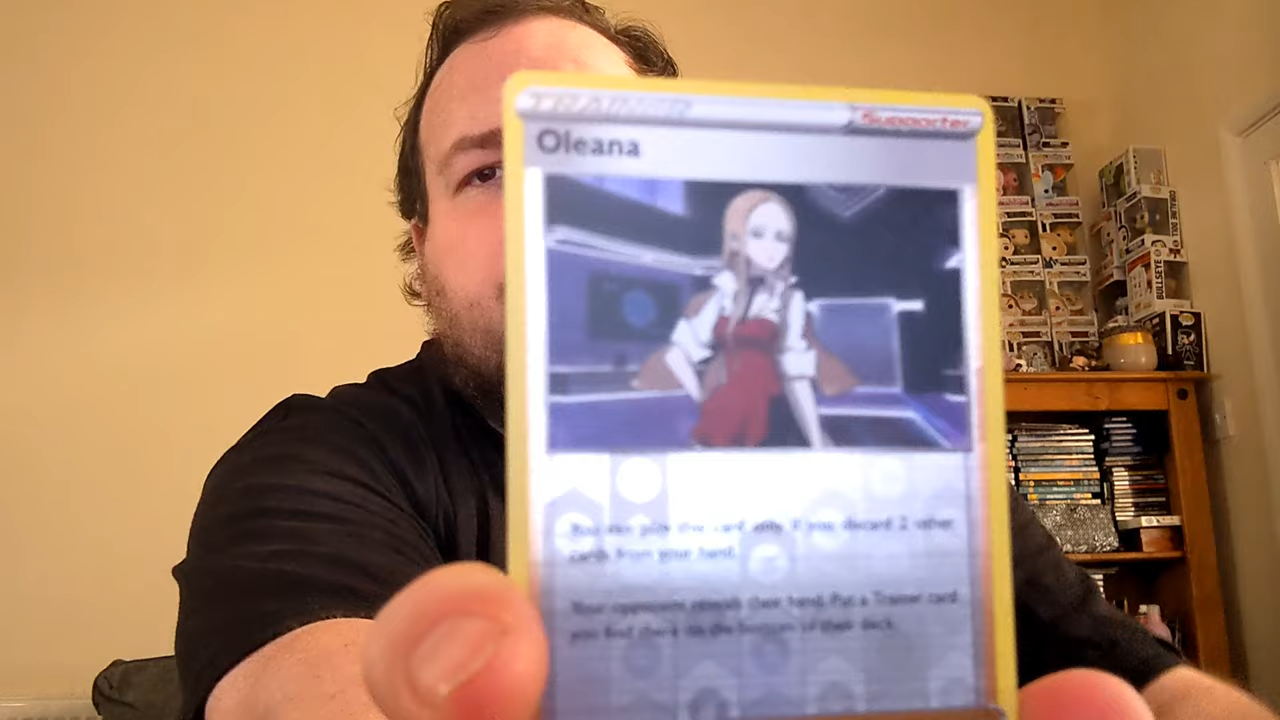 TRAINER
Supporter
Oleana
You can play this card only if you discard 2 other
cards from your hand.
Your opponent reveals their hand. Put a Trainer card
you find there on the bottom of their deck.
BULLSEYE